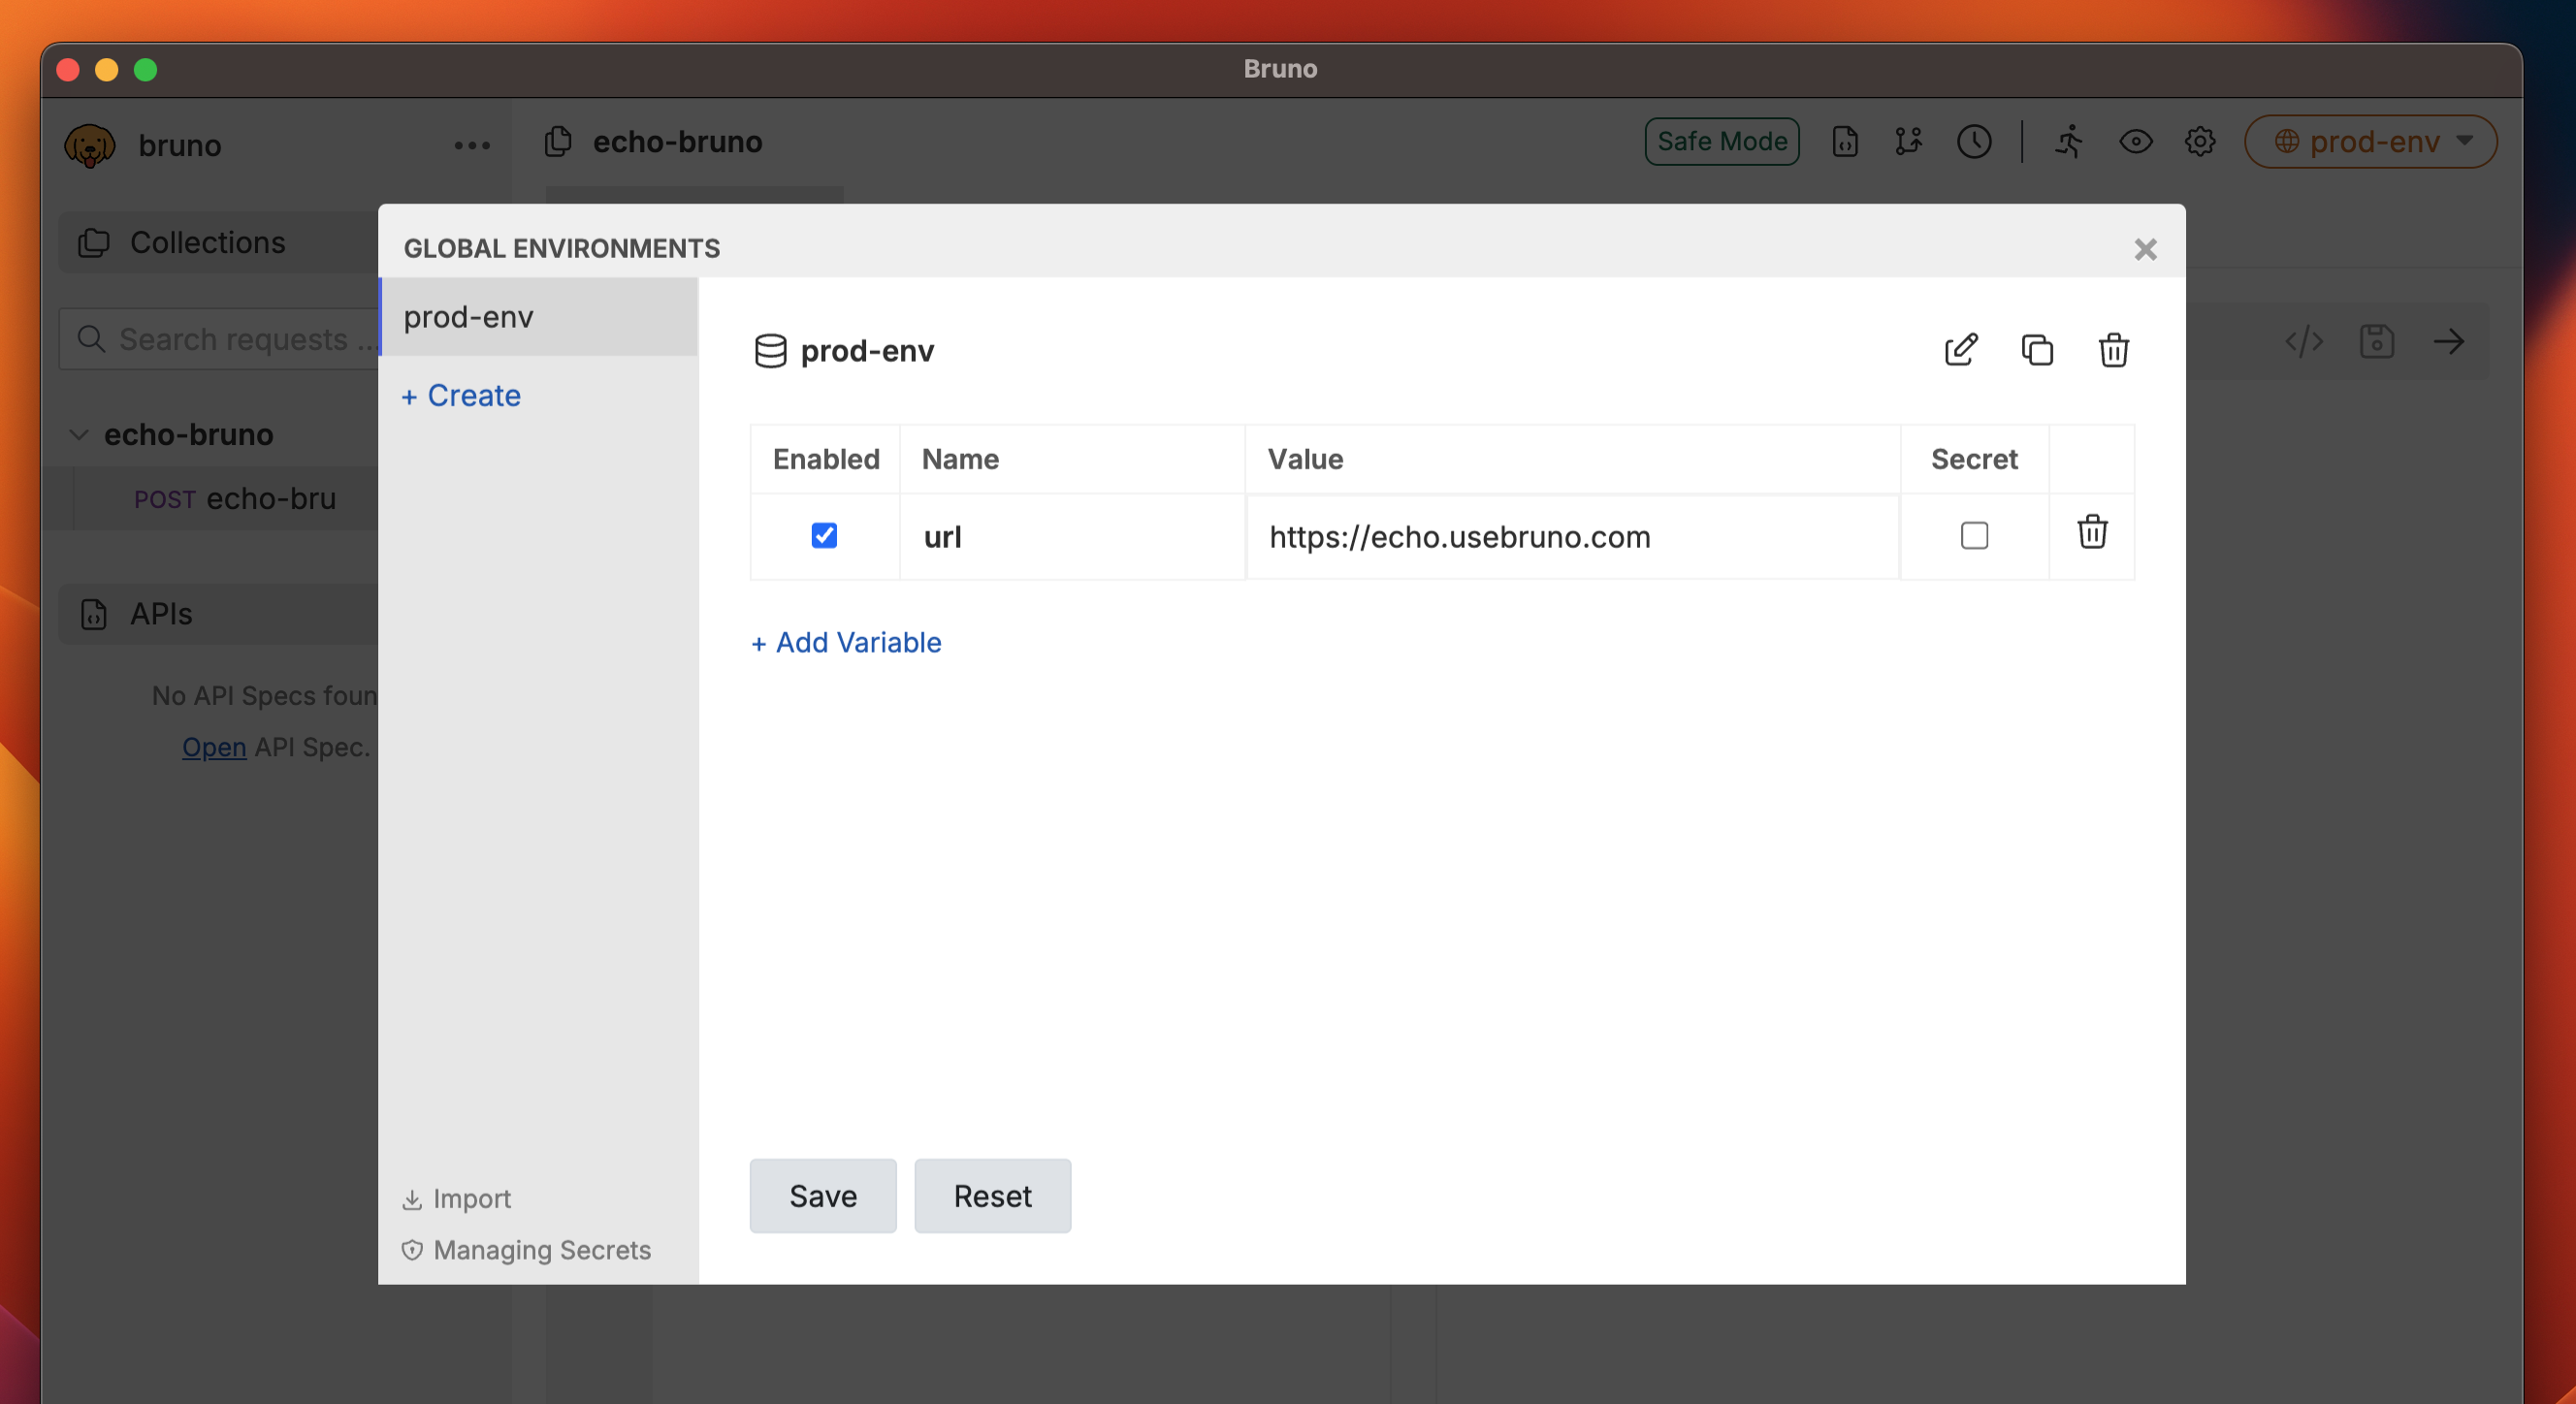 Bruno
bruno
echo-bruno
Safe Mode
prod-env
Collections
Search requests ...
echo-bruno
POST echo-bru
APIs
No API Specs foun
Open API Spec.
GLOBAL ENVIRONMENTS
prod-env
+ Create
Import
Managing Secrets
prod-env
Enabled Name Value Secret
url https://echo.usebruno.com
+ Add Variable
Save Reset